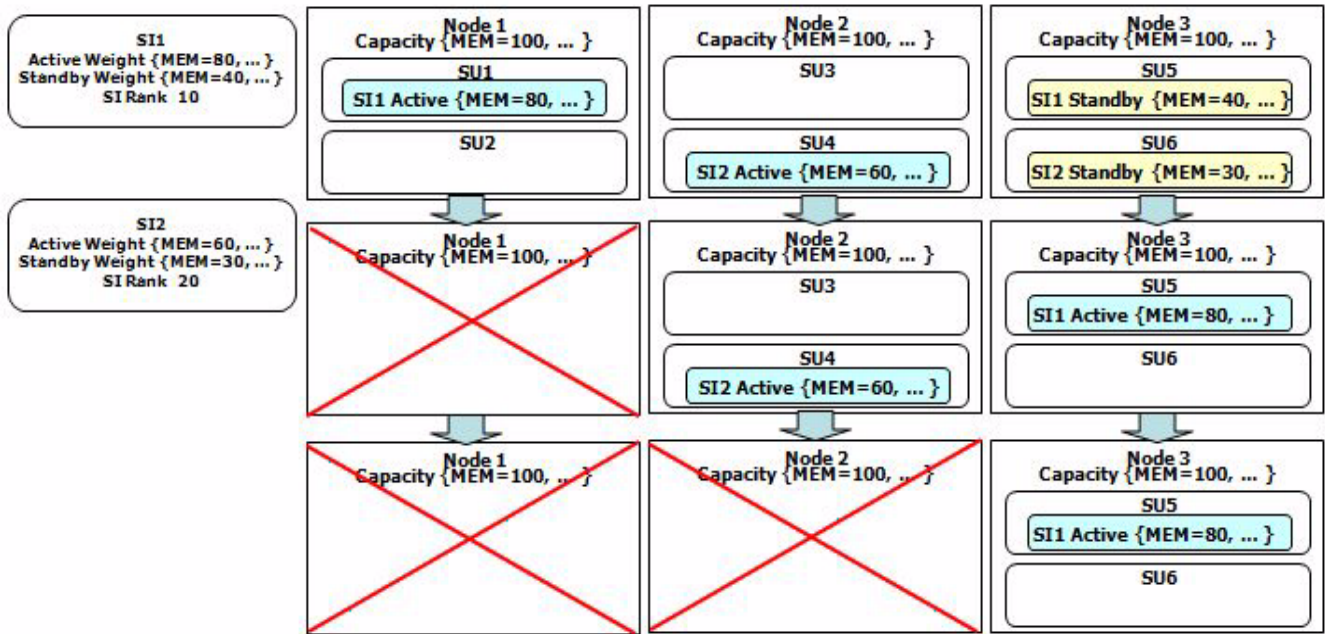 SI1
Active Weight {MEM=80, ... }
Standby Weight {MEM=40, ... }
SI Rank 10
SI2
Active Weight {MEM=60, ... }
Standby Weight {MEM=30, ... }
SI Rank 20
Node 1
Capacity {MEM=100, ... }
SU1
SI1 Active {MEM=80, ... }
SU2
Node 2
Capacity {MEM=100, ... }
SU3
SU4
SI2 Active {MEM=60, ... }
Node 3
Capacity {MEM=100, ... }
SU5
SI1 Standby {MEM=40, ... }
SU6
SI2 Standby {MEM=30, ... }
Node 1
Capacity {MEM=100, ... }
Node 2
Capacity {MEM=100, ... }
SU3
SU4
SI2 Active {MEM=60, ... }
Node 3
Capacity {MEM=100, ... }
SU5
SI1 Active {MEM=80, ... }
SU6
Node 1
Capacity {MEM=100, ... }
Node 2
Capacity {MEM=100, ... }
Node 3
Capacity {MEM=100, ... }
SU5
SI1 Active {MEM=80, ... }
SU6